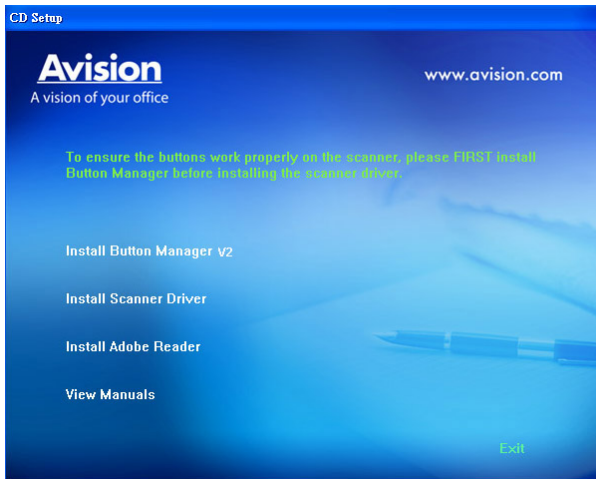 CD Setup
Avision
www.avision.com
A vision of your office
To ensure the buttons work properly on the scanner, please FIRST install
Button Manager before installing the scanner driver.
Install Button Manager V2
Install Scanner Driver
Install Adobe Reader
View Manuals
Exit